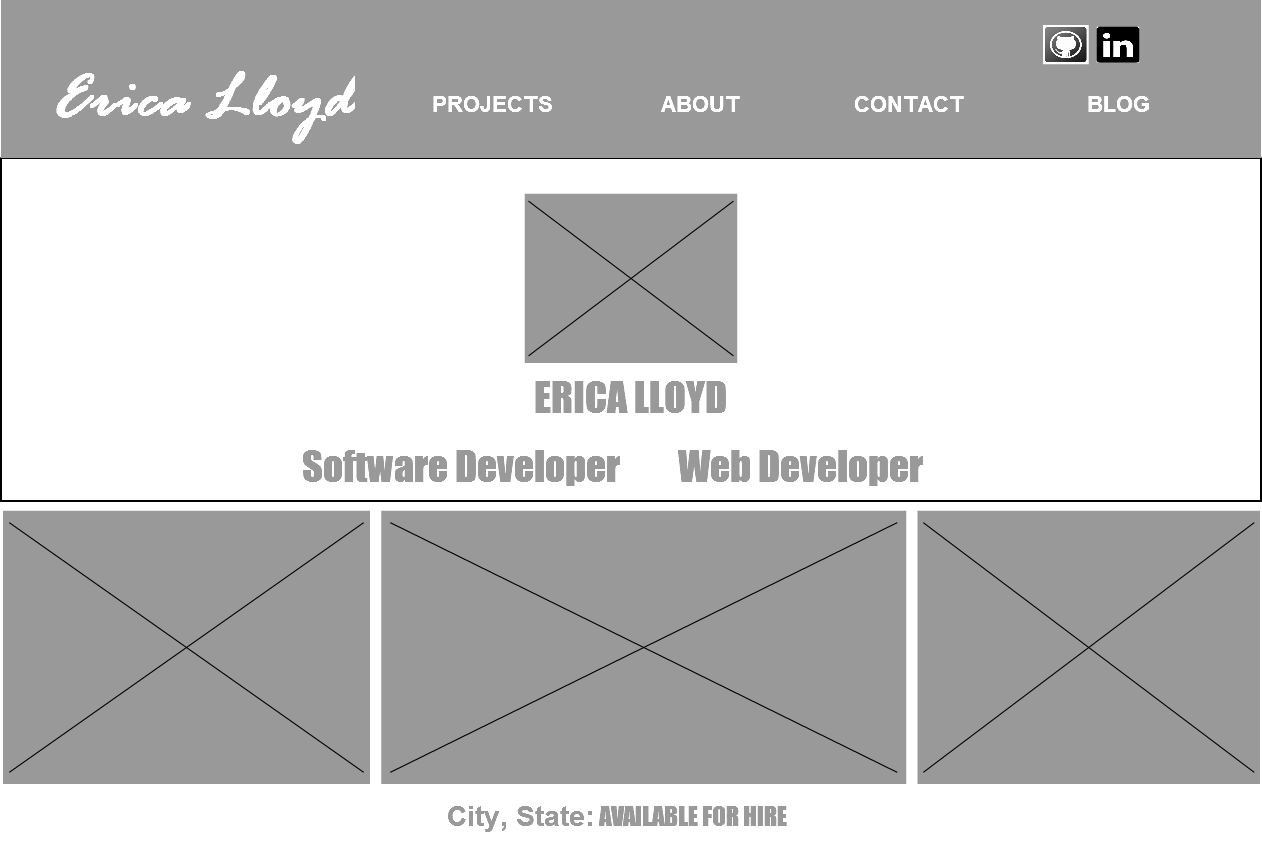 in
Erica Lloyd PROJECTS ABOUT CONTACT BLOG
ERICA LLOYD
Software Developer Web Developer
City, State: AVAILABLE FOR HIRE